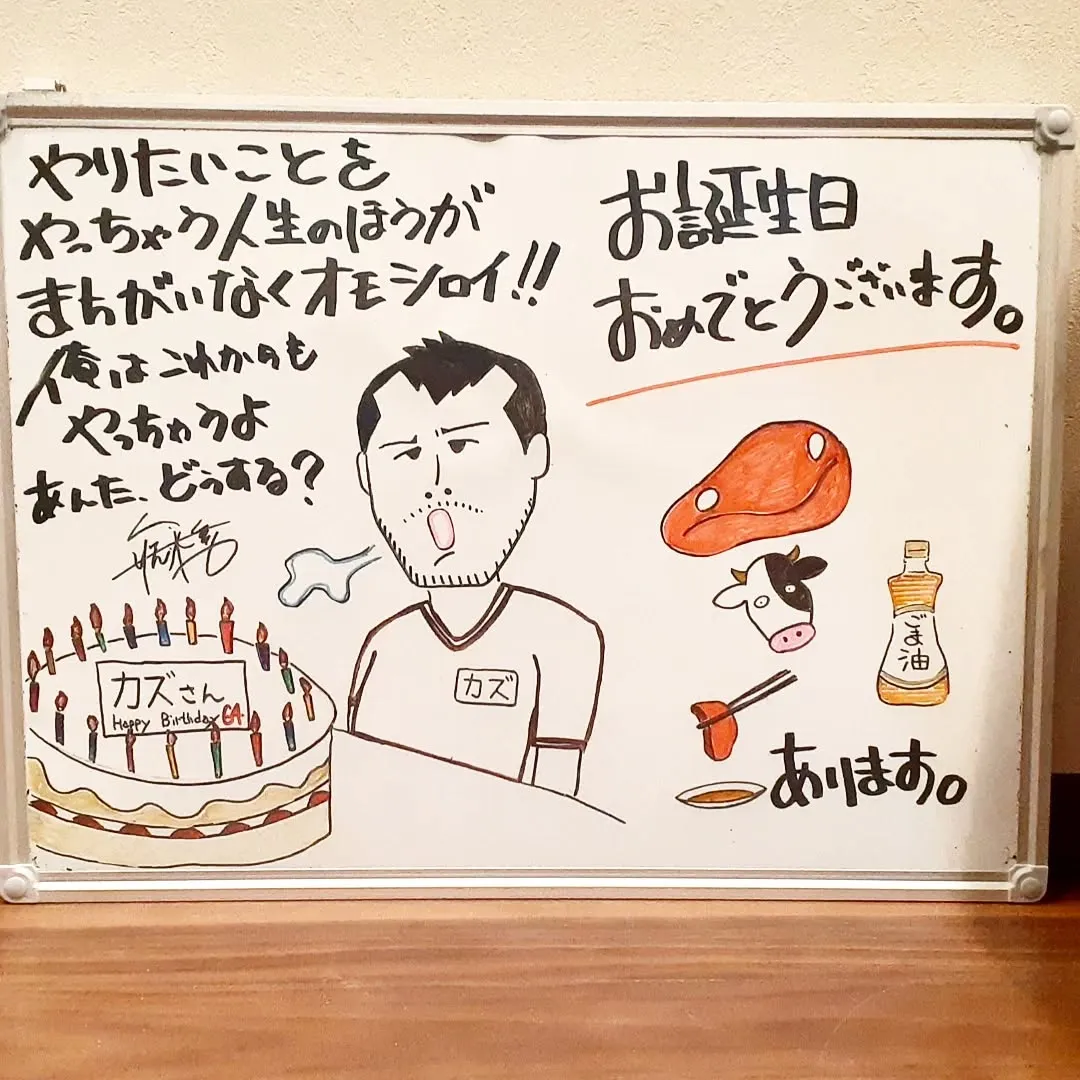 やりたいことを
やっちゃう人生のほうが
まちがいなくオモシロイ!!
俺はこれからも
やっちゃうよ
あんた、どうする?
お誕生日
おめでとうございます。
カズ
カズさん
Happy Birthday
ごま油
あります。